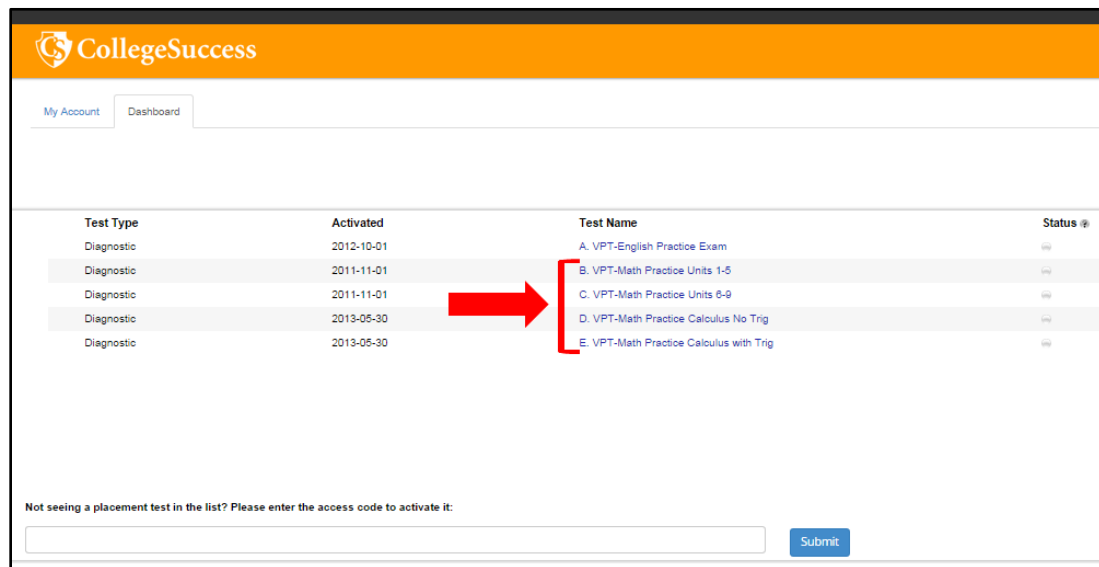 CS CollegeSuccess
My Account Dashboard
Test Type Activated Test Name Status
Diagnostic 2012-10-01 A. VPT-English Practice Exam
Diagnostic 2011-11-01 B. VPT-Math Practice Units 1-5
Diagnostic 2011-11-01 C. VPT-Math Practice Units 6-9
Diagnostic 2013-05-30 D. VPT-Math Practice Calculus No Trig
Diagnostic 2013-05-30 E. VPT-Math Practice Calculus with Trig
Not seeing a placement test in the list? Please enter the access code to activate it:
Submit